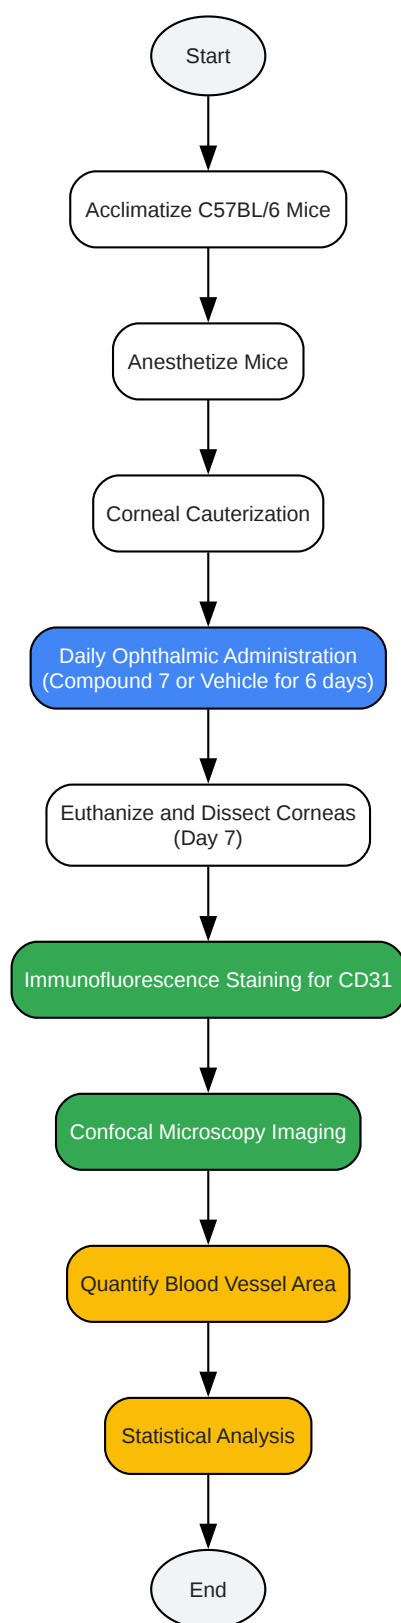 Start
Acclimatize C57BL/6 Mice
Anesthetize Mice
Corneal Cauterization
Daily Ophthalmic Administration
(Compound 7 or Vehicle for 6 days)
Euthanize and Dissect Corneas
(Day 7)
Immunofluorescence Staining for CD31
Confocal Microscopy Imaging
Quantify Blood Vessel Area
Statistical Analysis
End